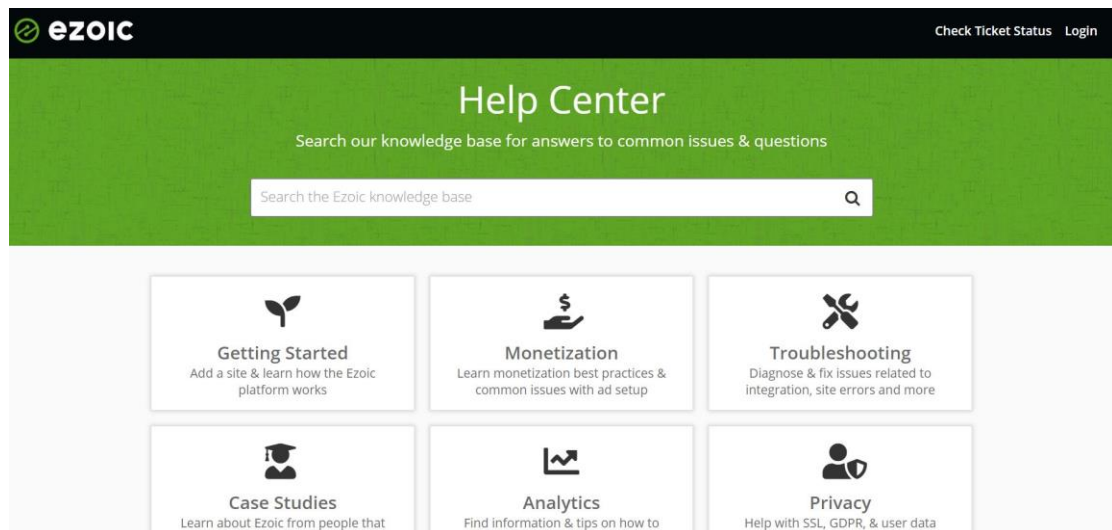 ezoic
Check Ticket Status Login
Help Center
Search our knowledge base for answers to common issues & questions
Search the Ezoic knowledge base
Getting Started
Add a site & learn how the Ezoic
platform works
Monetization
Learn monetization best practices &
common issues with ad setup
Troubleshooting
Diagnose & fix issues related to
integration, site errors and more
Case Studies
Learn about Ezoic from people that
Analytics
Find information & tips on how to
Privacy
Help with SSL, GDPR, & user data